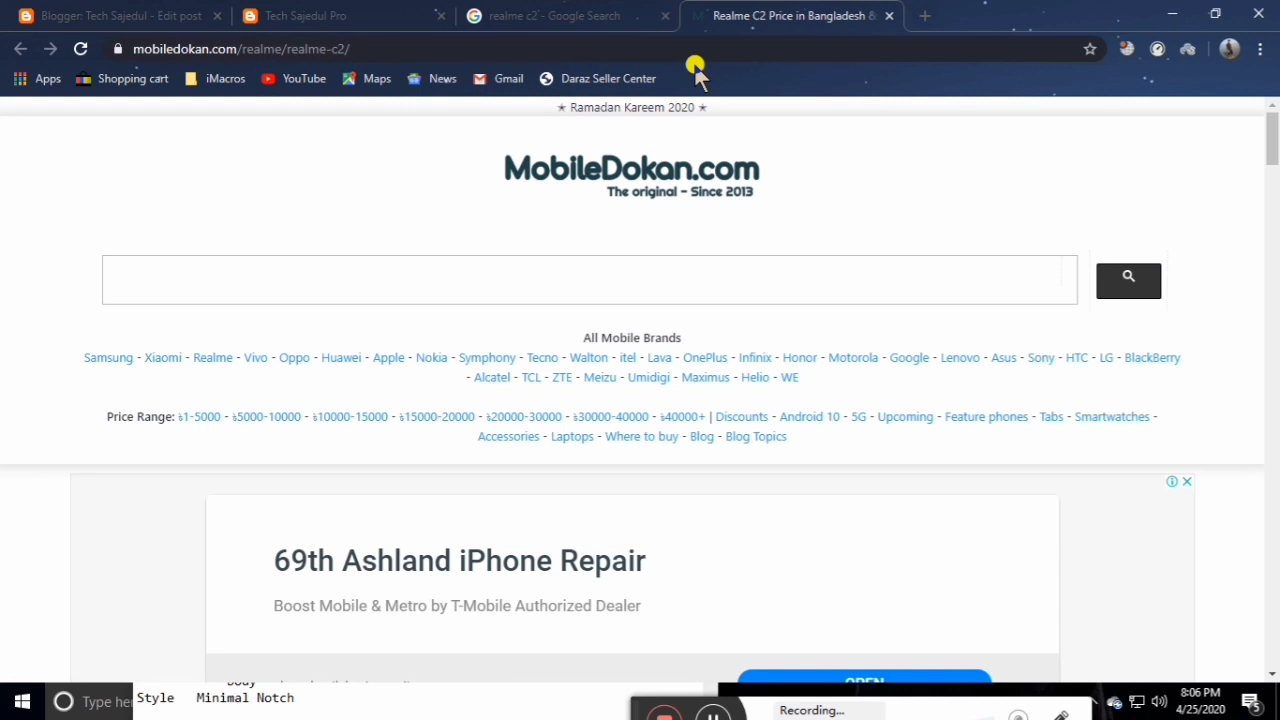 Blogger: Tech Sajedul - Edit post
Tech Sajedul Pro
realme c2 - Google Search
Realme C2 Price in Bangladesh &
mobiledokan.com/realme/realme-c2/
Apps
Shopping cart
iMacros
YouTube
Maps
News
Gmail
Daraz Seller Center
★ Ramadan Kareem 2020 ★
MobileDokan.com
The original - Since 2013
All Mobile Brands
Samsung - Xiaomi - Realme - Vivo - Oppo - Huawei - Apple - Nokia - Symphony - Tecno - Walton - itel - Lava - OnePlus - Infinix - Honor - Motorola - Google - Lenovo - Asus - Sony - HTC - LG - BlackBerry
- Alcatel - TCL - ZTE - Meizu - Umidigi - Maximus - Helio - WE
Price Range: ৳1-5000 - ৳5000-10000 - ৳10000-15000 - ৳15000-20000 - ৳20000-30000 - ৳30000-40000 - ৳40000+ | Discounts - Android 10 - 5G - Upcoming - Feature phones - Tabs - Smartwatches -
Accessories - Laptops - Where to buy - Blog - Blog Topics
69th Ashland iPhone Repair
Boost Mobile & Metro by T-Mobile Authorized Dealer
Body
OPEN
Type her
Style Minimal Notch
Recording...
8:06 PM
4/25/2020
5